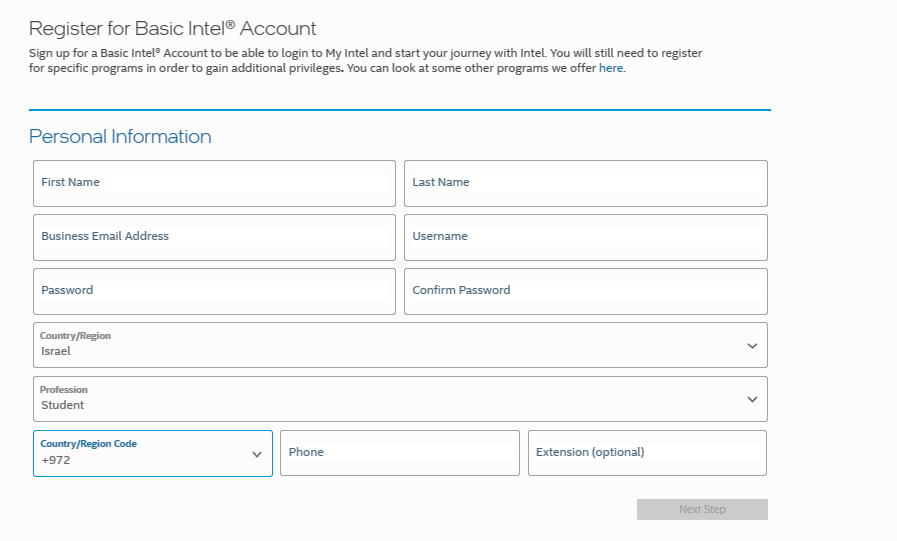 Register for Basic Intel® Account
Sign up for a Basic Intel® Account to be able to login to My Intel and start your journey with Intel. You will still need to register
for specific programs in order to gain additional privileges. You can look at some other programs we offer here.
Personal Information
First Name
Last Name
Business Email Address
Username
Password
Confirm Password
Country/Region
Israel
Profession
Student
Country/Region Code
+972
Phone
Extension (optional)
Next Step